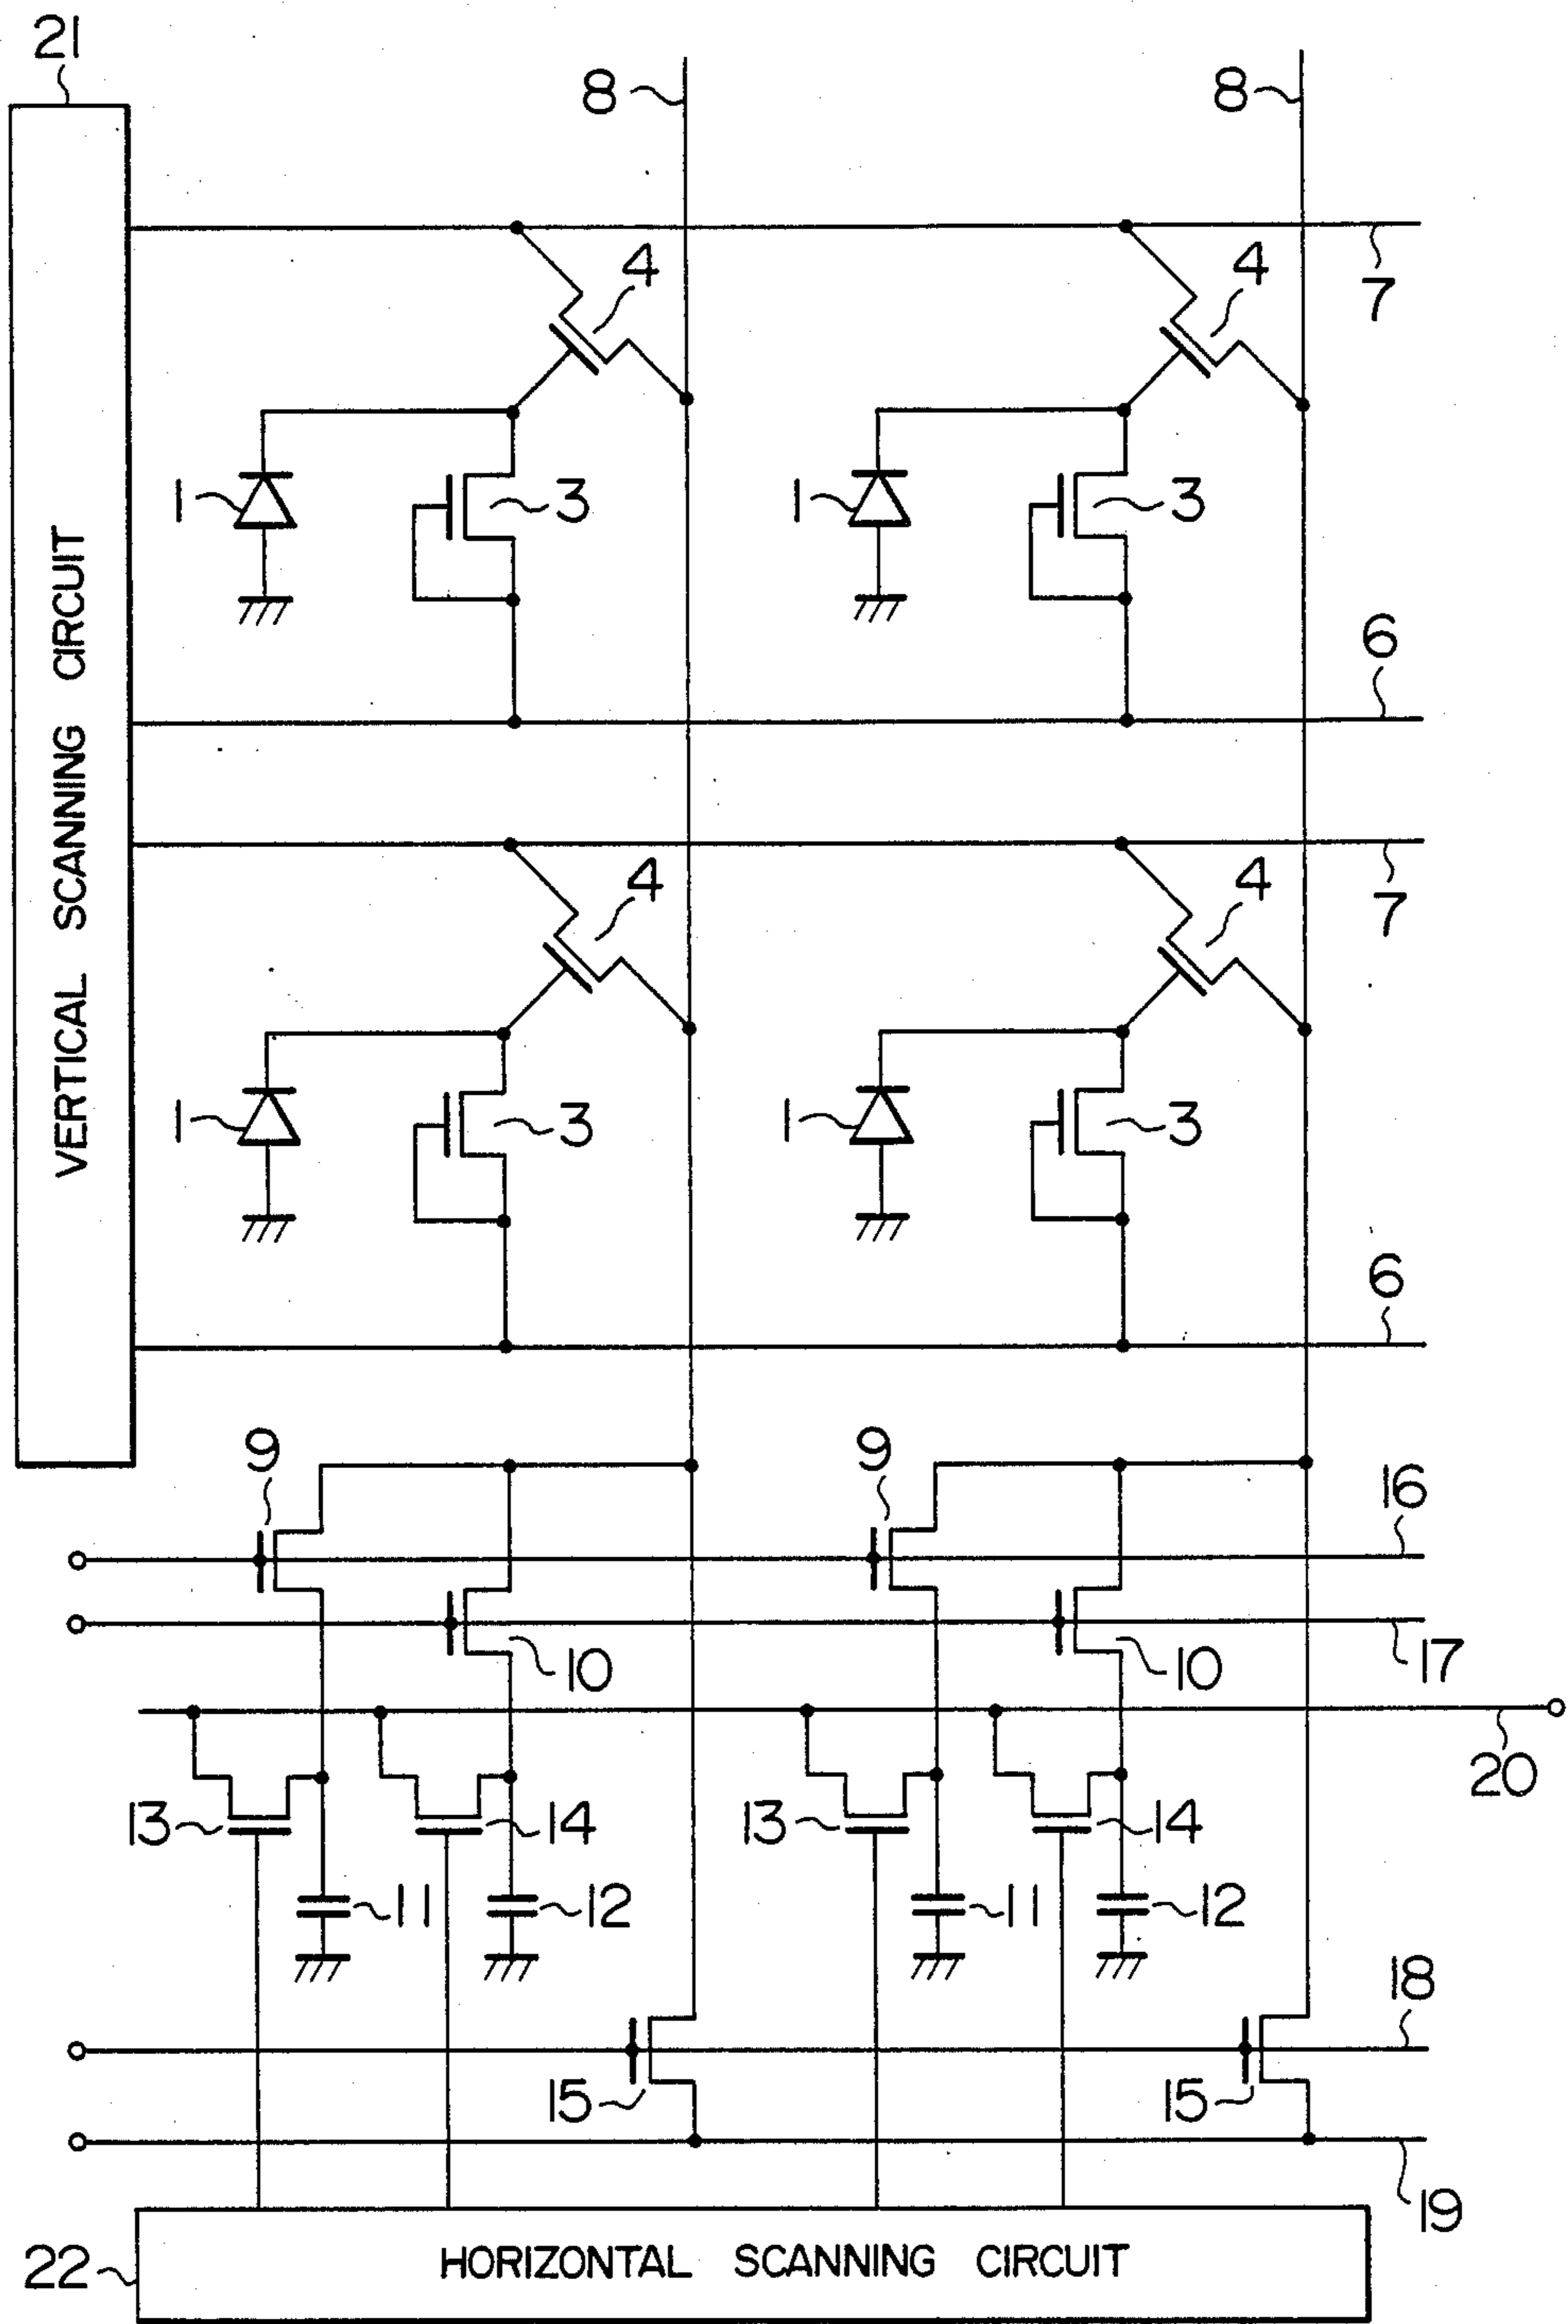 21
8 8
4 4
7
1 3 1 3
6
4 4
7
1 3 1 3
6
9 9
16
10 10 17
20
13 14 13 14
11 12 11 12
18
15 15
19
22 HORIZONTAL SCANNING CIRCUIT
VERTICAL SCANNING CIRCUIT